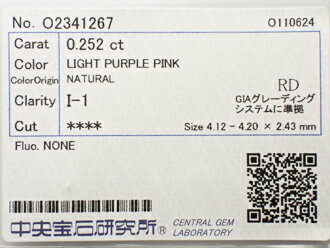 No. O2341267 O110624
Carat 0.252 ct
Color LIGHT PURPLE PINK
ColorOrigin NATURAL
Clarity I-1 RD
GIAグレーディング
システムに準拠
Cut **** Size 4.12 - 4.20 × 2.43 mm
Fluo. NONE
中央宝石研究所® CENTRAL GEM
LABORATORY